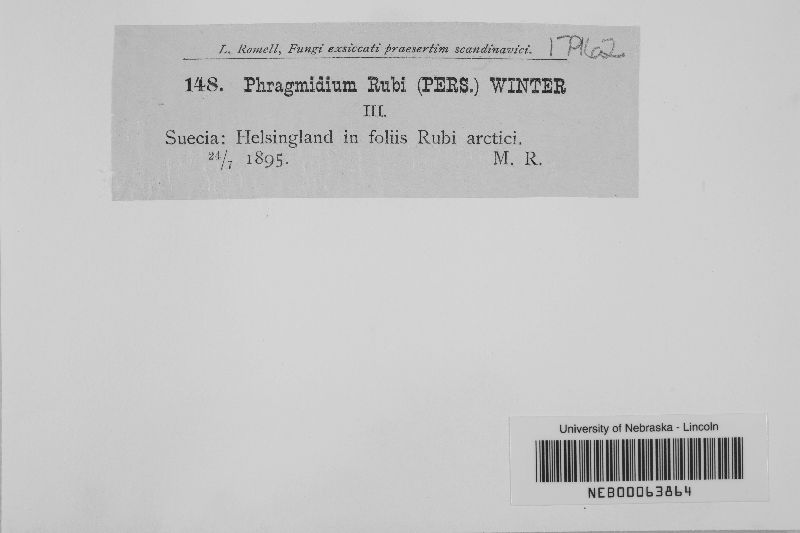 L. Romell, Fungi exsiccati praesertim scandinavici.
148. Phragmidium Rubi (PERS.) WINTER
III.
Suecia: Helsingland in foliis Rubi arctici.
24/7 1895. M. R.
University of Nebraska - Lincoln
NEB00063864